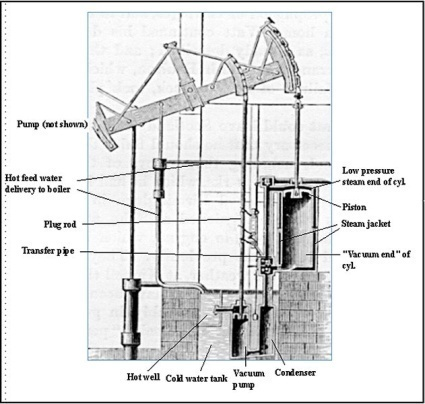 Pump (not shown)
Hot feed water
delivery to boiler
Plug rod
Transfer pipe
Low pressure
steam end of cyl.
Piston
Steam jacket
"Vacuum end" of
cyl.
Hot well
Cold water tank
Vacuum
pump
Condenser